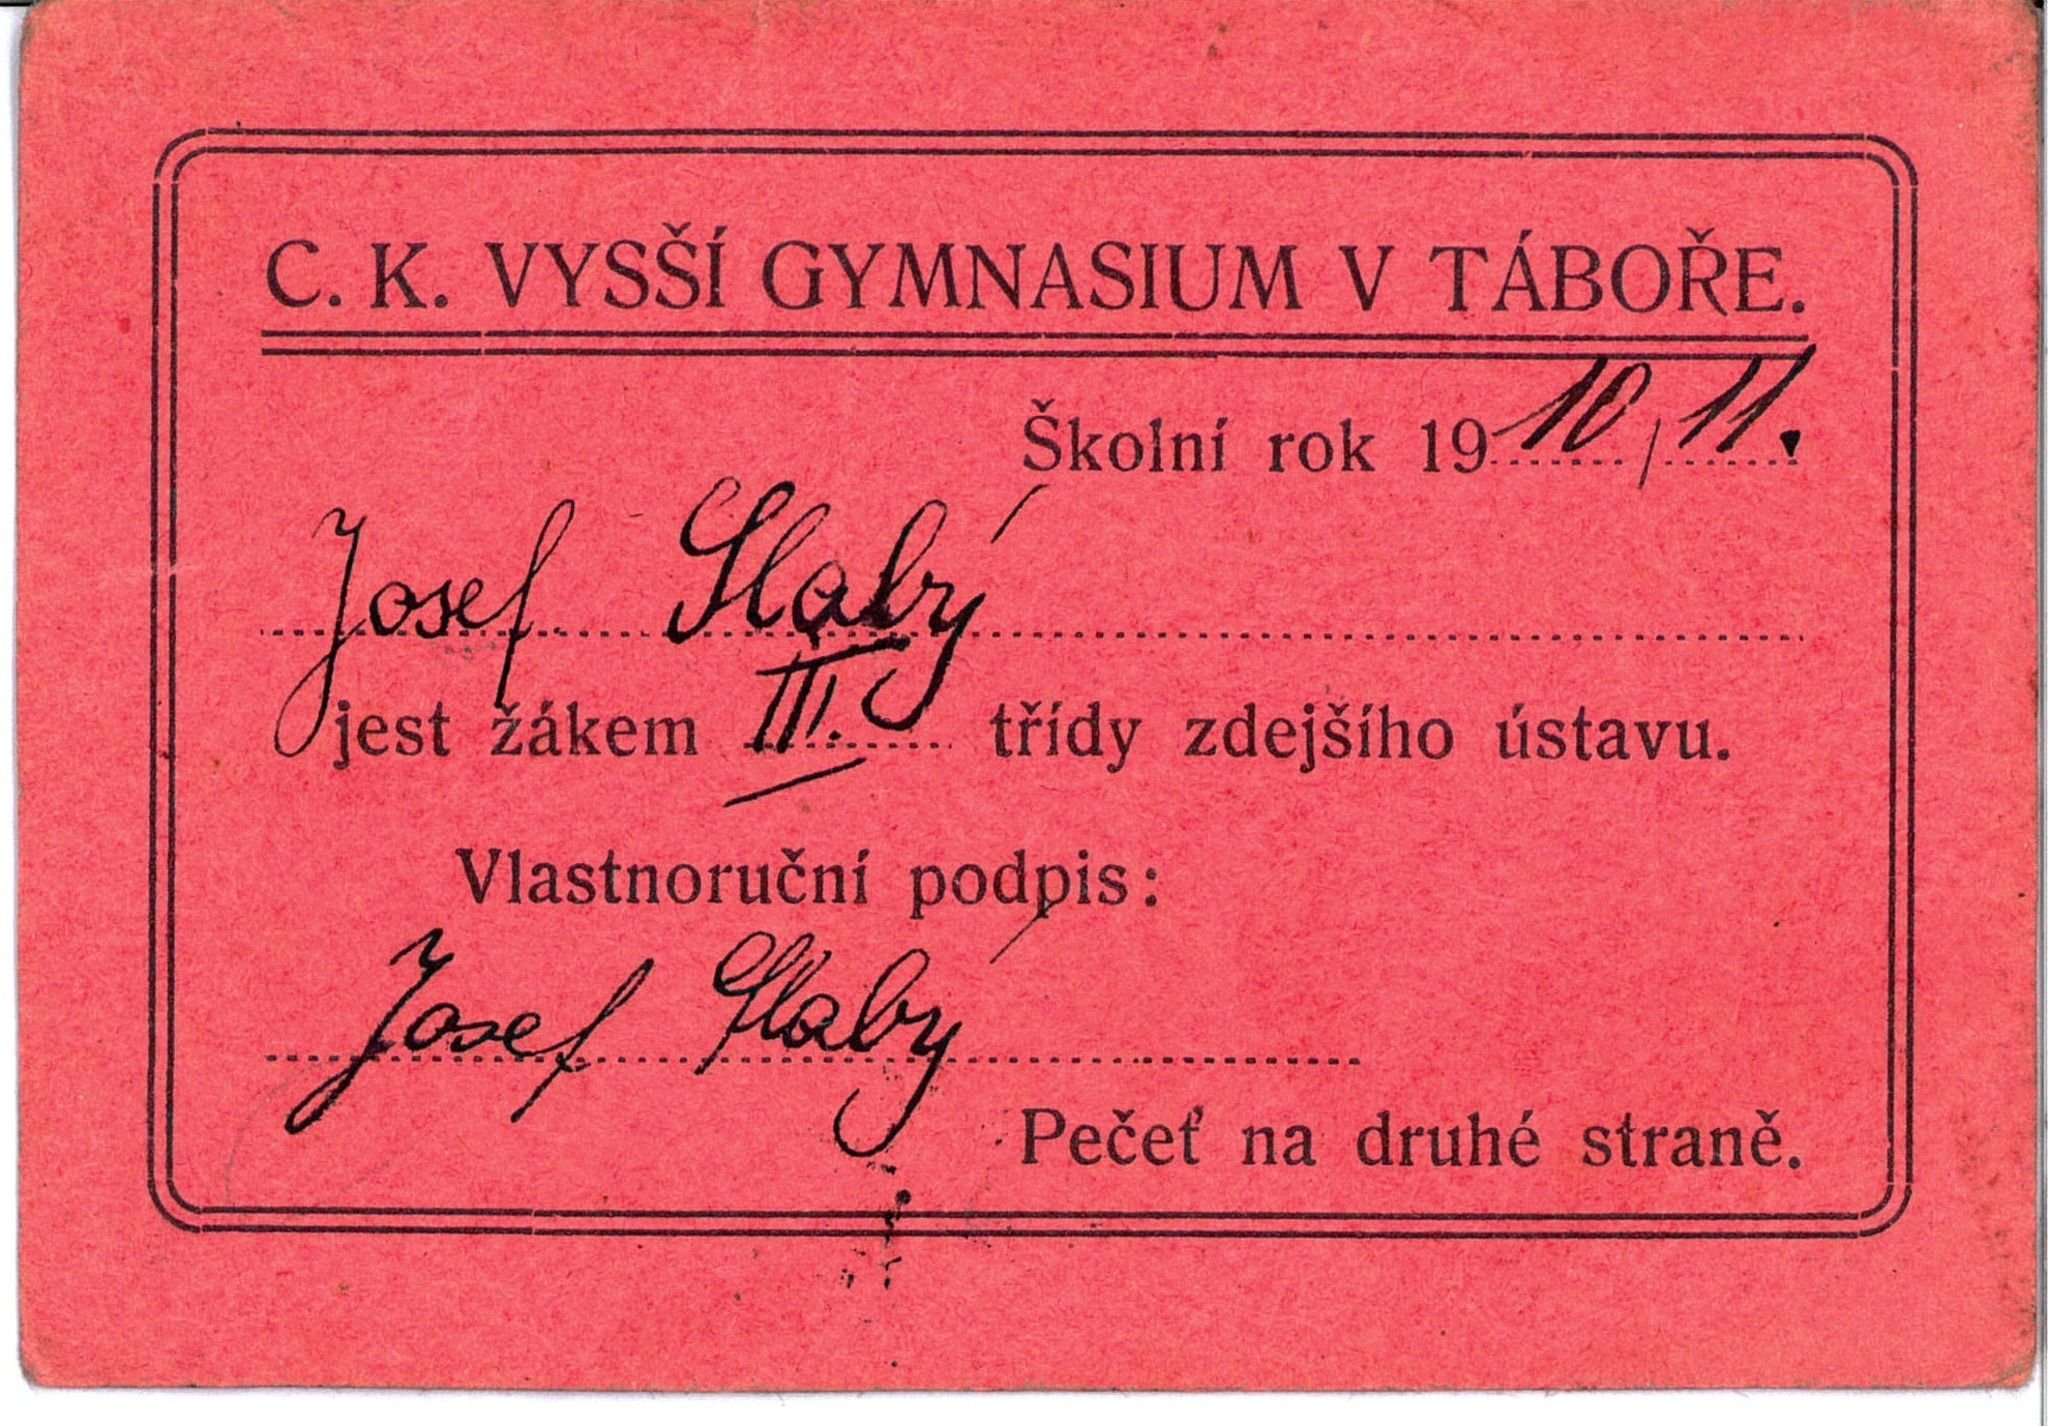 C. K. VYSŠÍ GYMNASIUM V TÁBOŘE.
Školní rok 1910/11.
Josef Slabý
jest žákem III. třídy zdejšího ústavu.
Vlastnoruční podpis:
Josef Slabý
Pečeť na druhé straně.